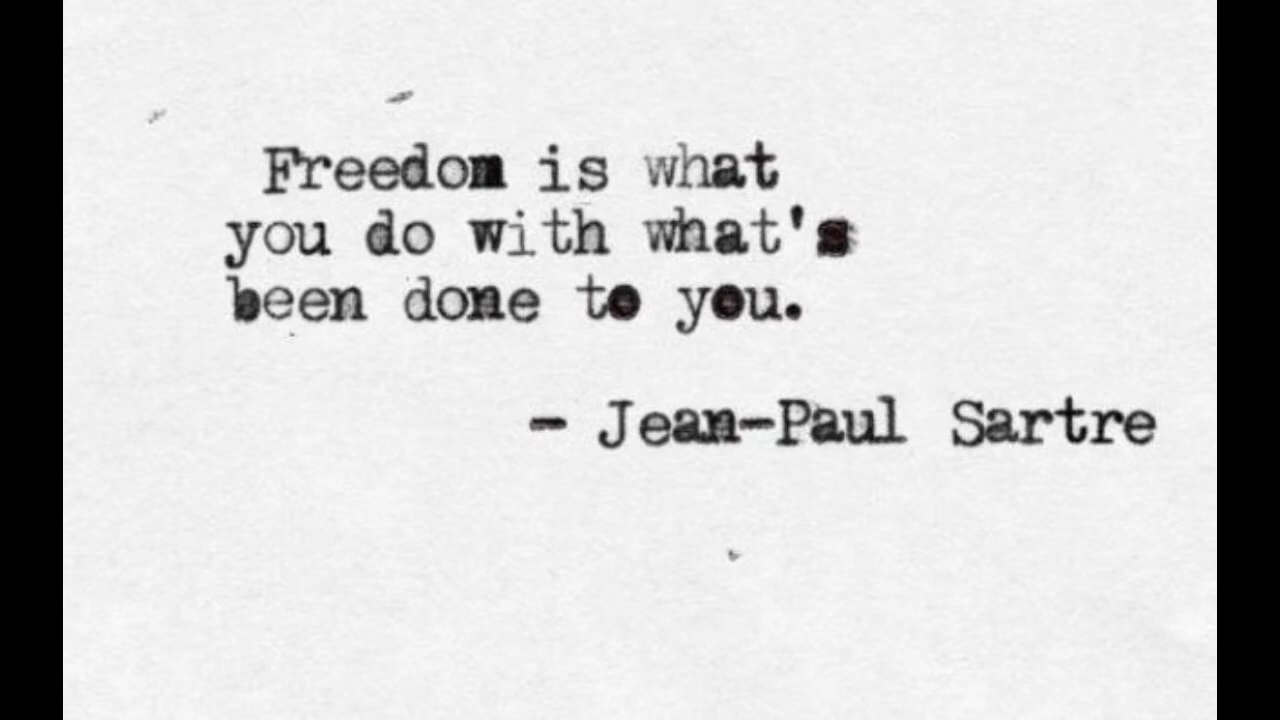 Freedom is what
you do with what's
been done to you.
- Jean-Paul Sartre